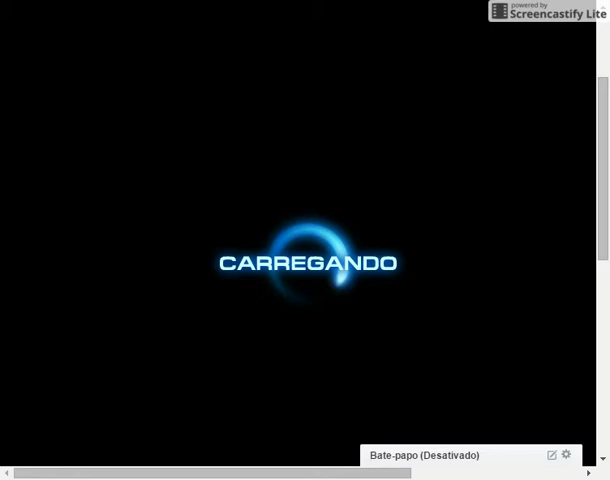 powered by
Screencastify Lite
CARREGANDO
Bate-papo (Desativado)